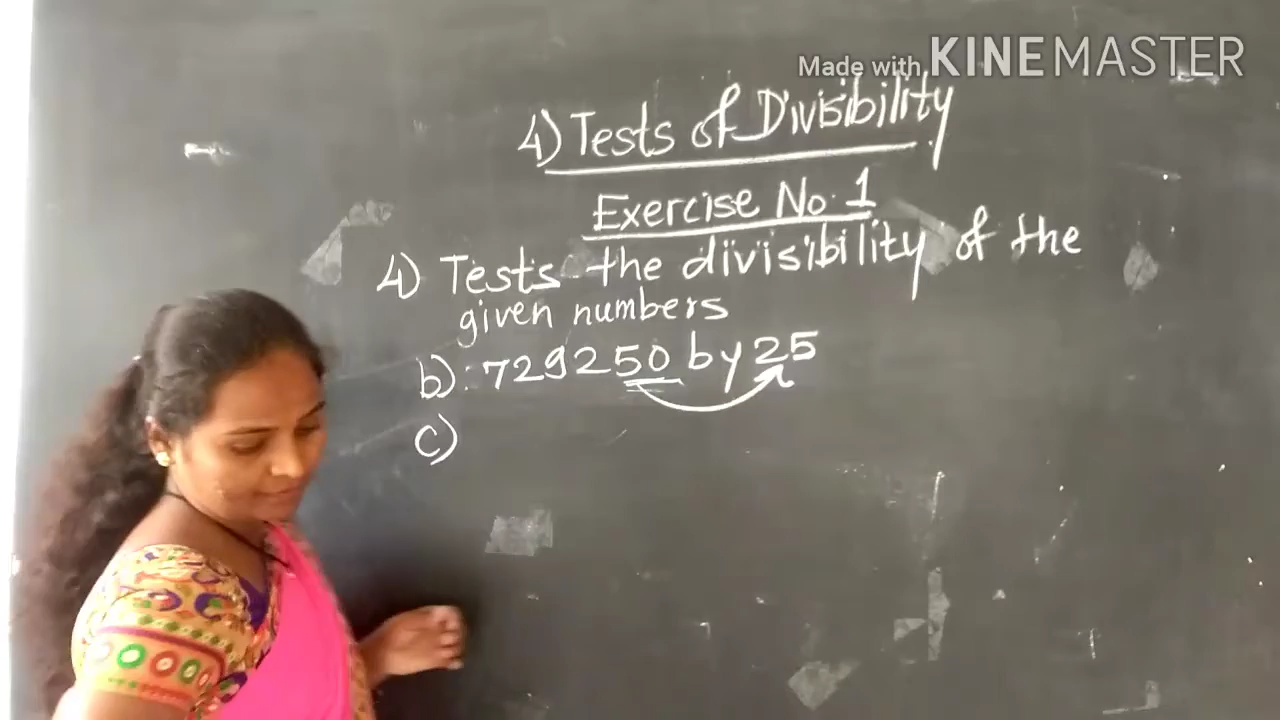 Made with KINEMASTER
4) Tests of Divisibility
Exercise No. 1
4) Tests the divisibility of the
given numbers
b): 729250 by 25
c)